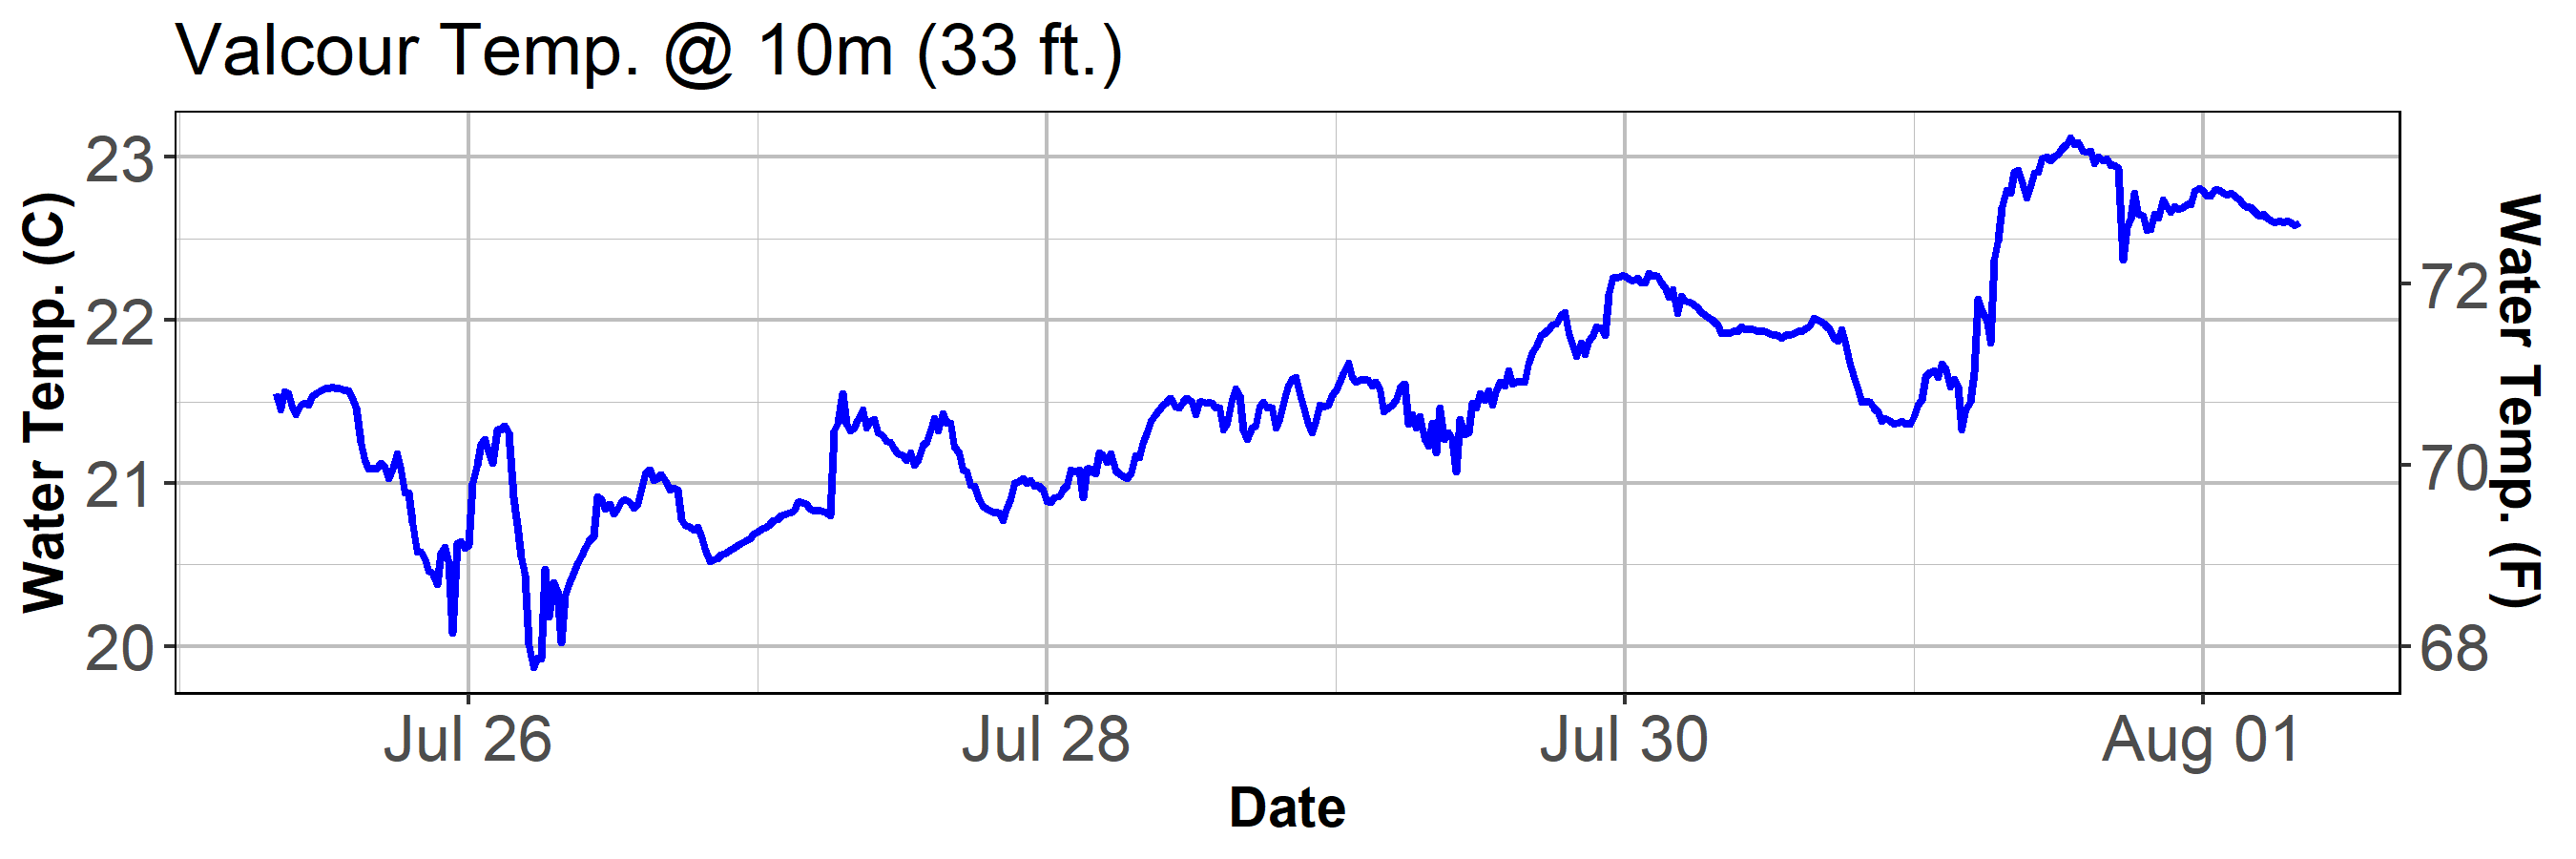 Valcour Temp. @ 10m (33 ft.)
Water Temp. (C)
23
22
21
20
72
70
68
Water Temp. (F)
Jul 26
Jul 28
Jul 30
Aug 01
Date